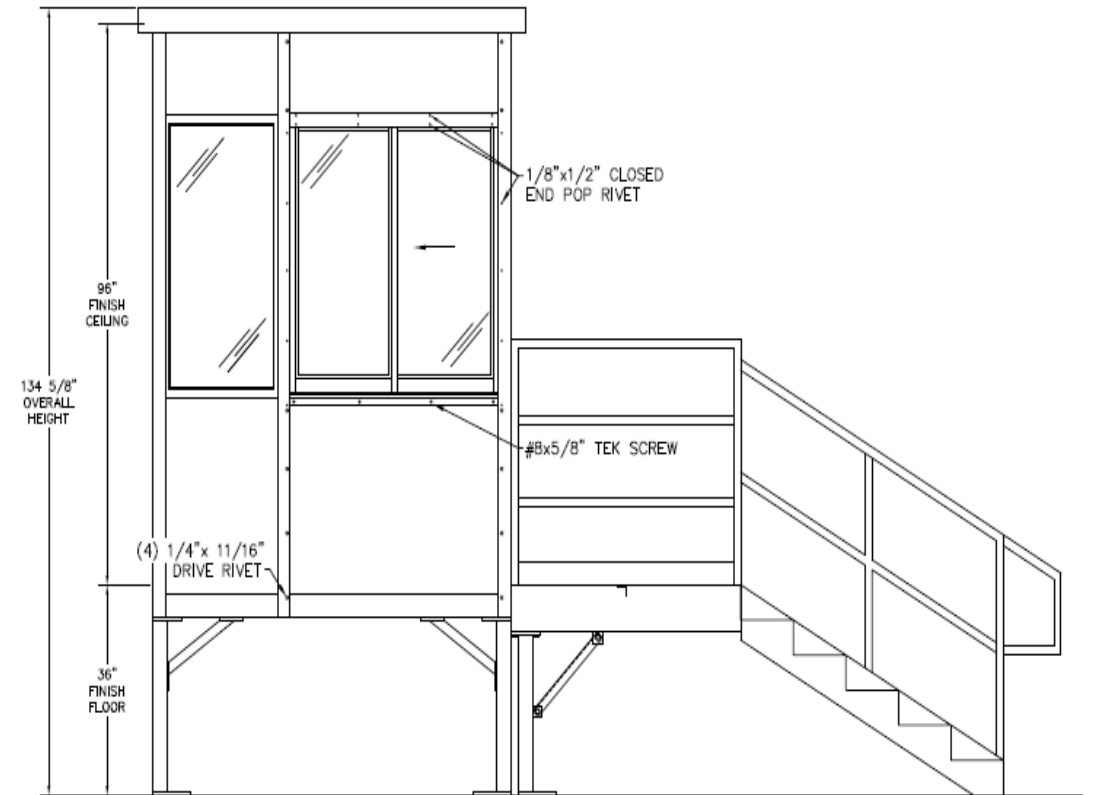 1/8"x1/2" CLOSED
END POP RIVET
96"
FINISH
CEILING
134 5/8"
OVERALL
HEIGHT
#8x5/8" TEK SCREW
(4) 1/4"x 11/16"
DRIVE RIVET
36"
FINISH
FLOOR